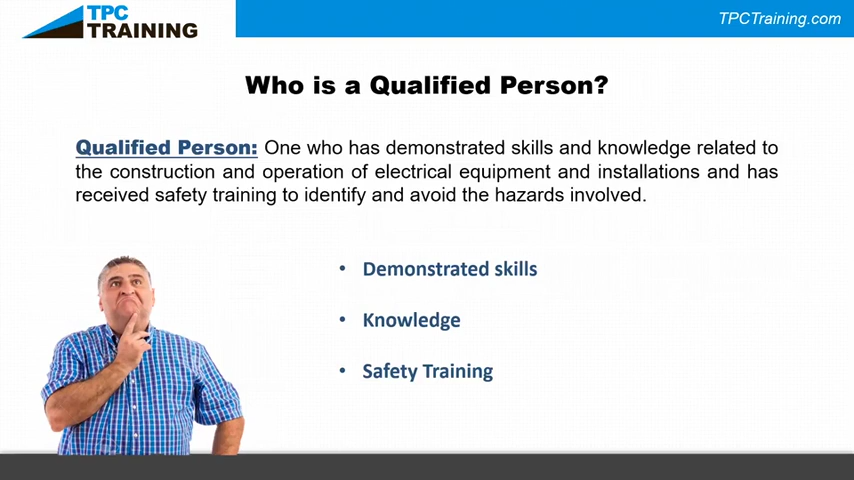 TPC
TRAINING
TPCTraining.com
Who is a Qualified Person?
Qualified Person: One who has demonstrated skills and knowledge related to
the construction and operation of electrical equipment and installations and has
received safety training to identify and avoid the hazards involved.
• Demonstrated skills
• Knowledge
• Safety Training